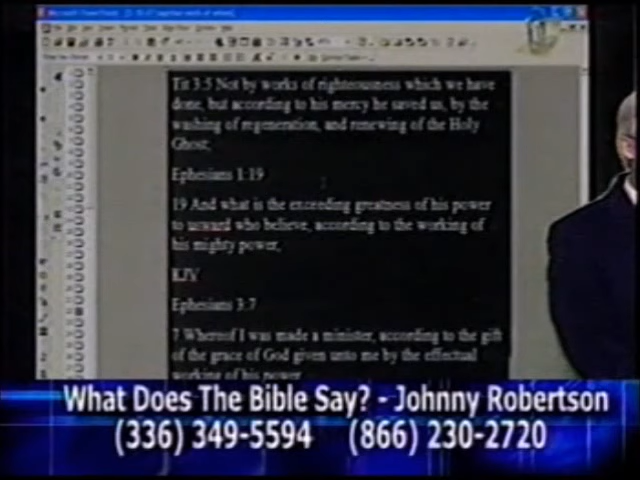 Tit 3:5 Not by works of righteousness which we have
done, but according to his mercy he saved us, by the
washing of regeneration, and renewing of the Holy
Ghost;
Ephesians 1:19
19 And what is the exceeding greatness of his power
to usward who believe, according to the working of
his mighty power,
KJV
Ephesians 3:7
7 Whereof I was made a minister, according to the gift
of the grace of God given unto me by the effectual
working of his power
What Does The Bible Say? - Johnny Robertson
(336) 349-5594 (866) 230-2720